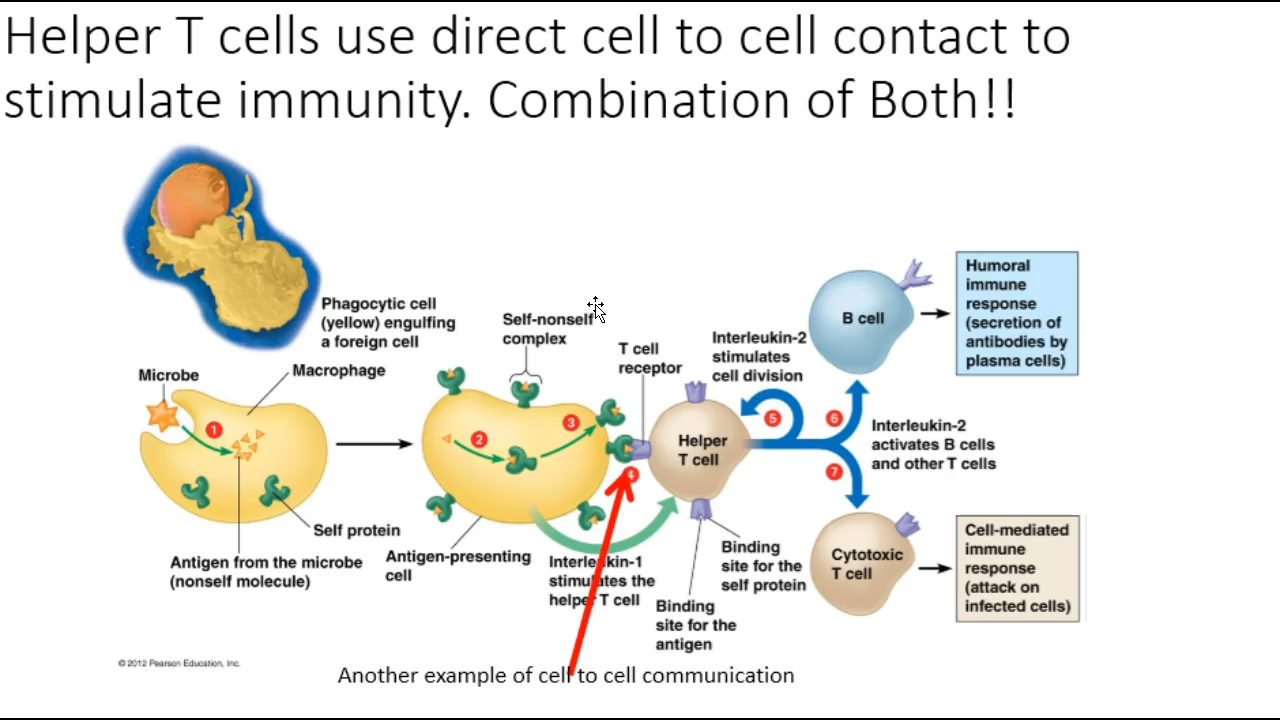 Helper T cells use direct cell to cell contact to
stimulate immunity. Combination of Both!!
Phagocytic cell
(yellow) engulfing
a foreign cell
Microbe
Macrophage
1
Self protein
Antigen from the microbe
(nonself molecule)
Self-nonself
complex
2
3
Antigen-presenting
cell
T cell
receptor
4
Interleukin-1
stimulates the
helper T cell
Helper
T cell
Binding
site for the
antigen
Binding
site for the
self protein
Interleukin-2
stimulates
cell division
5
6
7
Interleukin-2
activates B cells
and other T cells
B cell
Humoral
immune
response
(secretion of
antibodies by
plasma cells)
Cytotoxic
T cell
Cell-mediated
immune
response
(attack on
infected cells)
© 2012 Pearson Education, Inc.
Another example of cell to cell communication